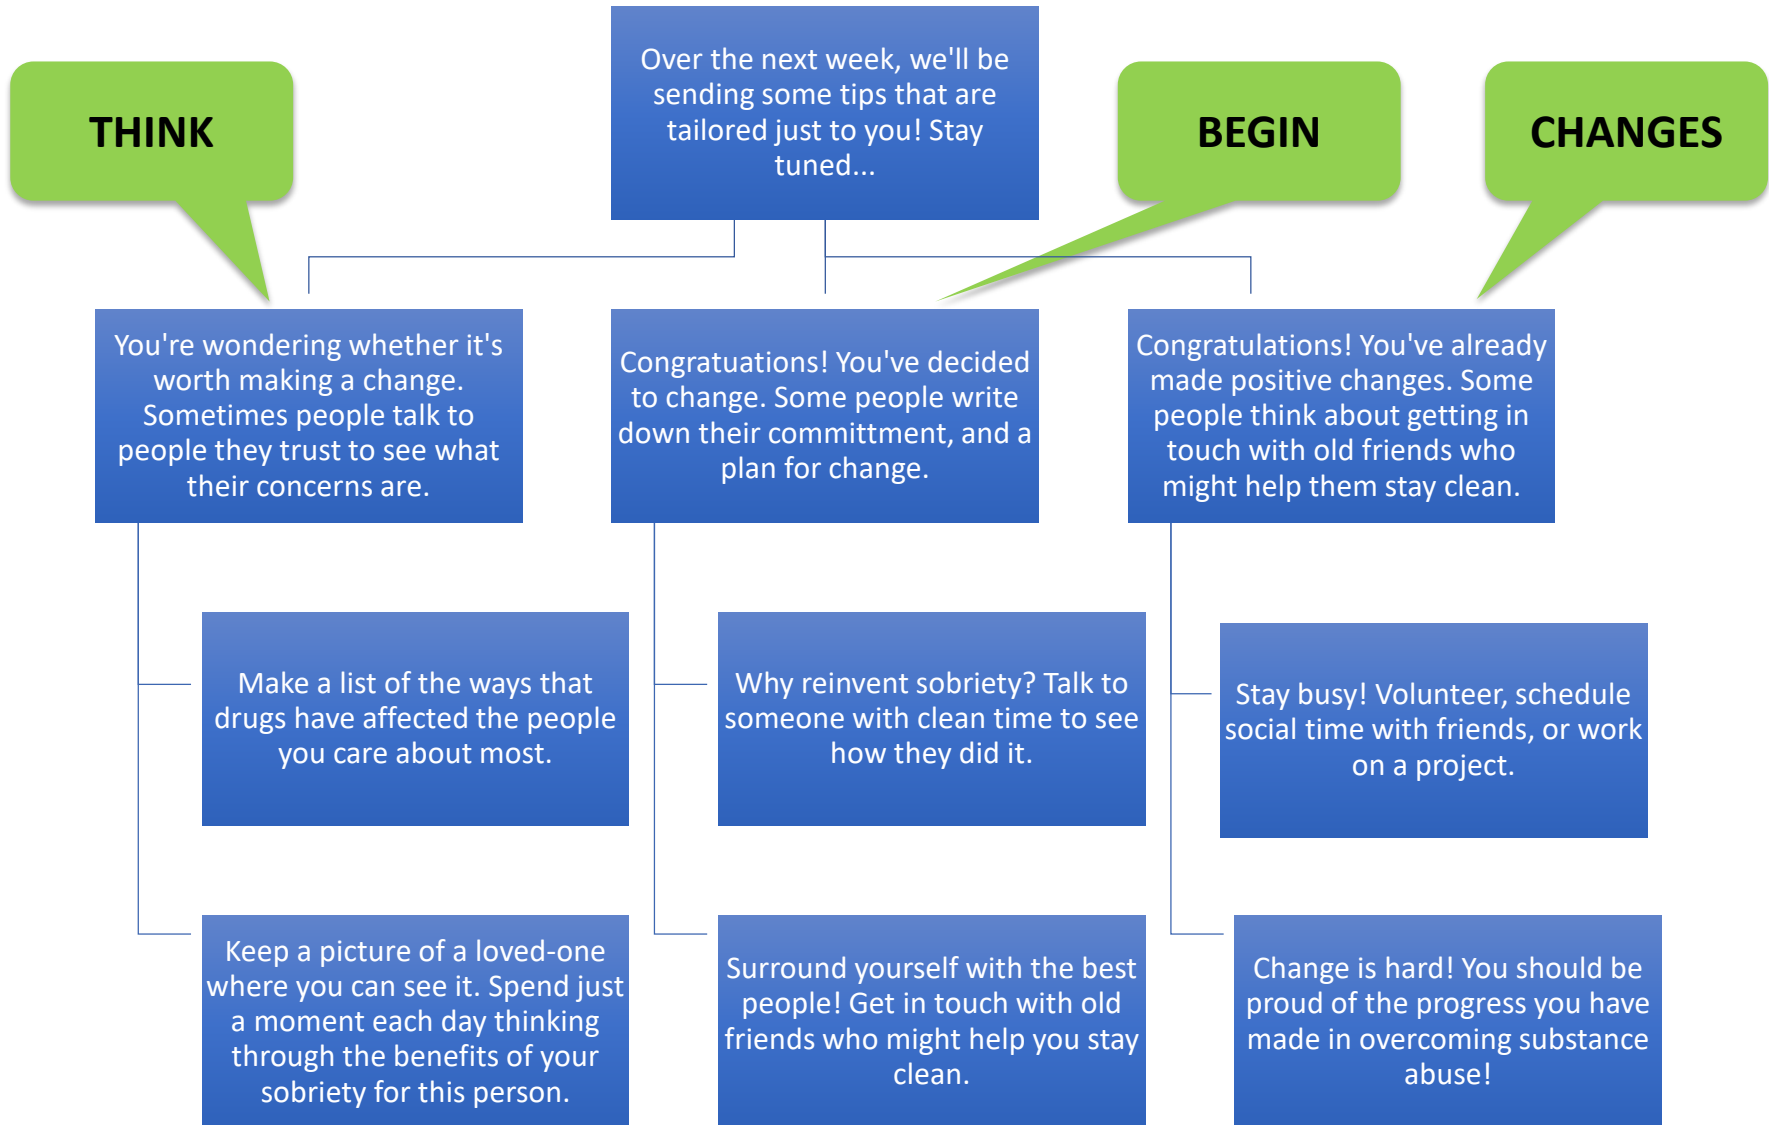 Over the next week, we'll be
sending some tips that are
tailored just to you! Stay
tuned...
THINK
BEGIN
CHANGES
You're wondering whether it's
worth making a change.
Sometimes people talk to
people they trust to see what
their concerns are.
Congratuations! You've decided
to change. Some people write
down their committment, and a
plan for change.
Congratulations! You've already
made positive changes. Some
people think about getting in
touch with old friends who
might help them stay clean.
Make a list of the ways that
drugs have affected the people
you care about most.
Why reinvent sobriety? Talk to
someone with clean time to see
how they did it.
Stay busy! Volunteer, schedule
social time with friends, or work
on a project.
Keep a picture of a loved-one
where you can see it. Spend just
a moment each day thinking
through the benefits of your
sobriety for this person.
Surround yourself with the best
people! Get in touch with old
friends who might help you stay
clean.
Change is hard! You should be
proud of the progress you have
made in overcoming substance
abuse!